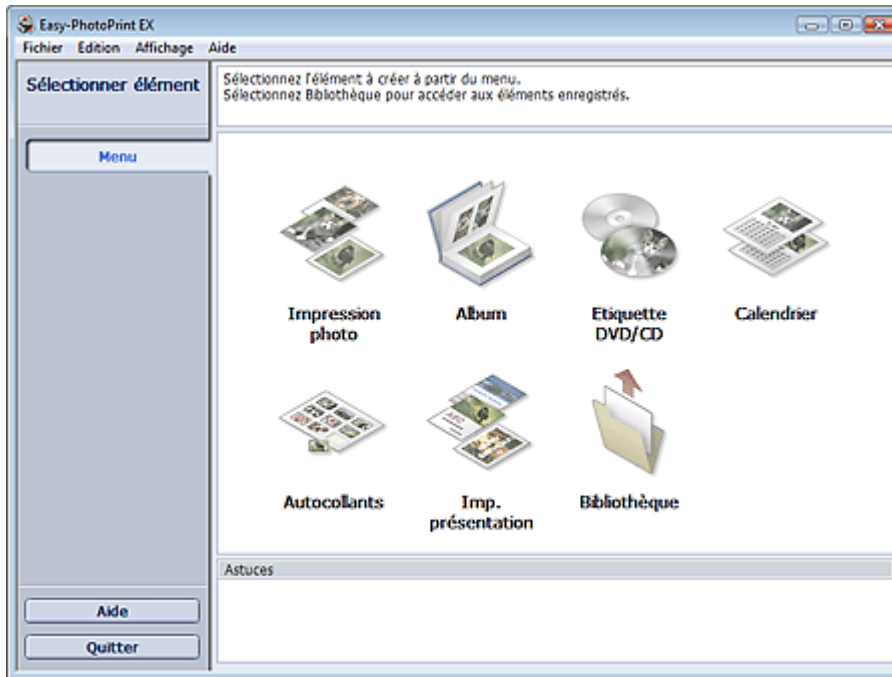 Easy-PhotoPrint EX
Fichier Edition Affichage Aide
Sélectionner élément
Sélectionnez l'élément à créer à partir du menu.
Sélectionnez Bibliothèque pour accéder aux éléments enregistrés.
Menu
Impression
photo
Album
Etiquette
DVD/CD
Calendrier
Autocollants
Imp.
présentation
Bibliothèque
Astuces
Aide
Quitter